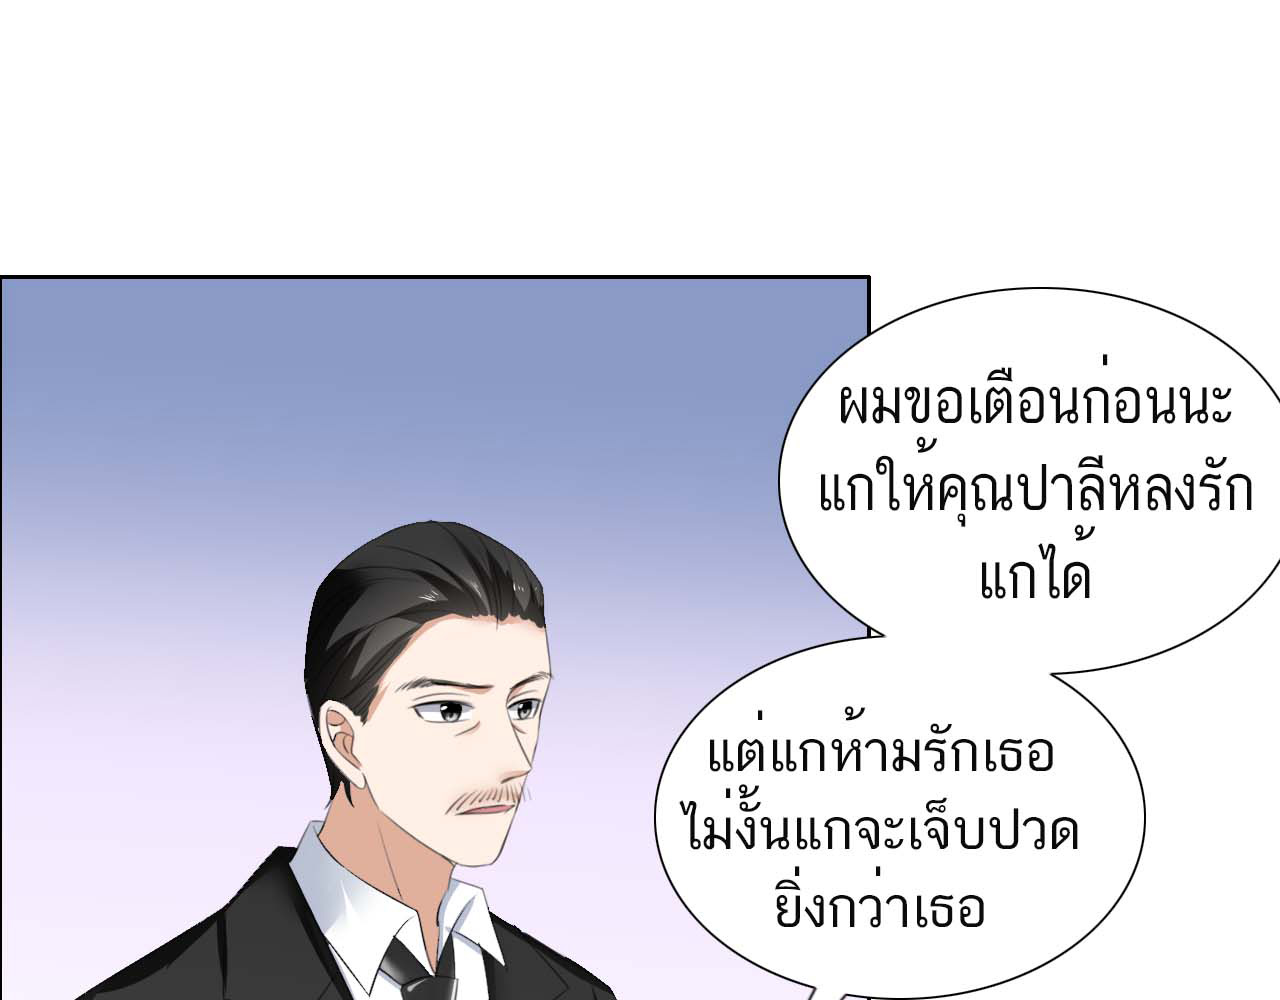 ผมขอเตือนก่อนนะ
แกให้คุณปาลีหลงรัก
แกได้
แต่แกห้ามรักเธอ
ไม่งั้นแกจะเจ็บปวด
ยิ่งกว่าเธอ